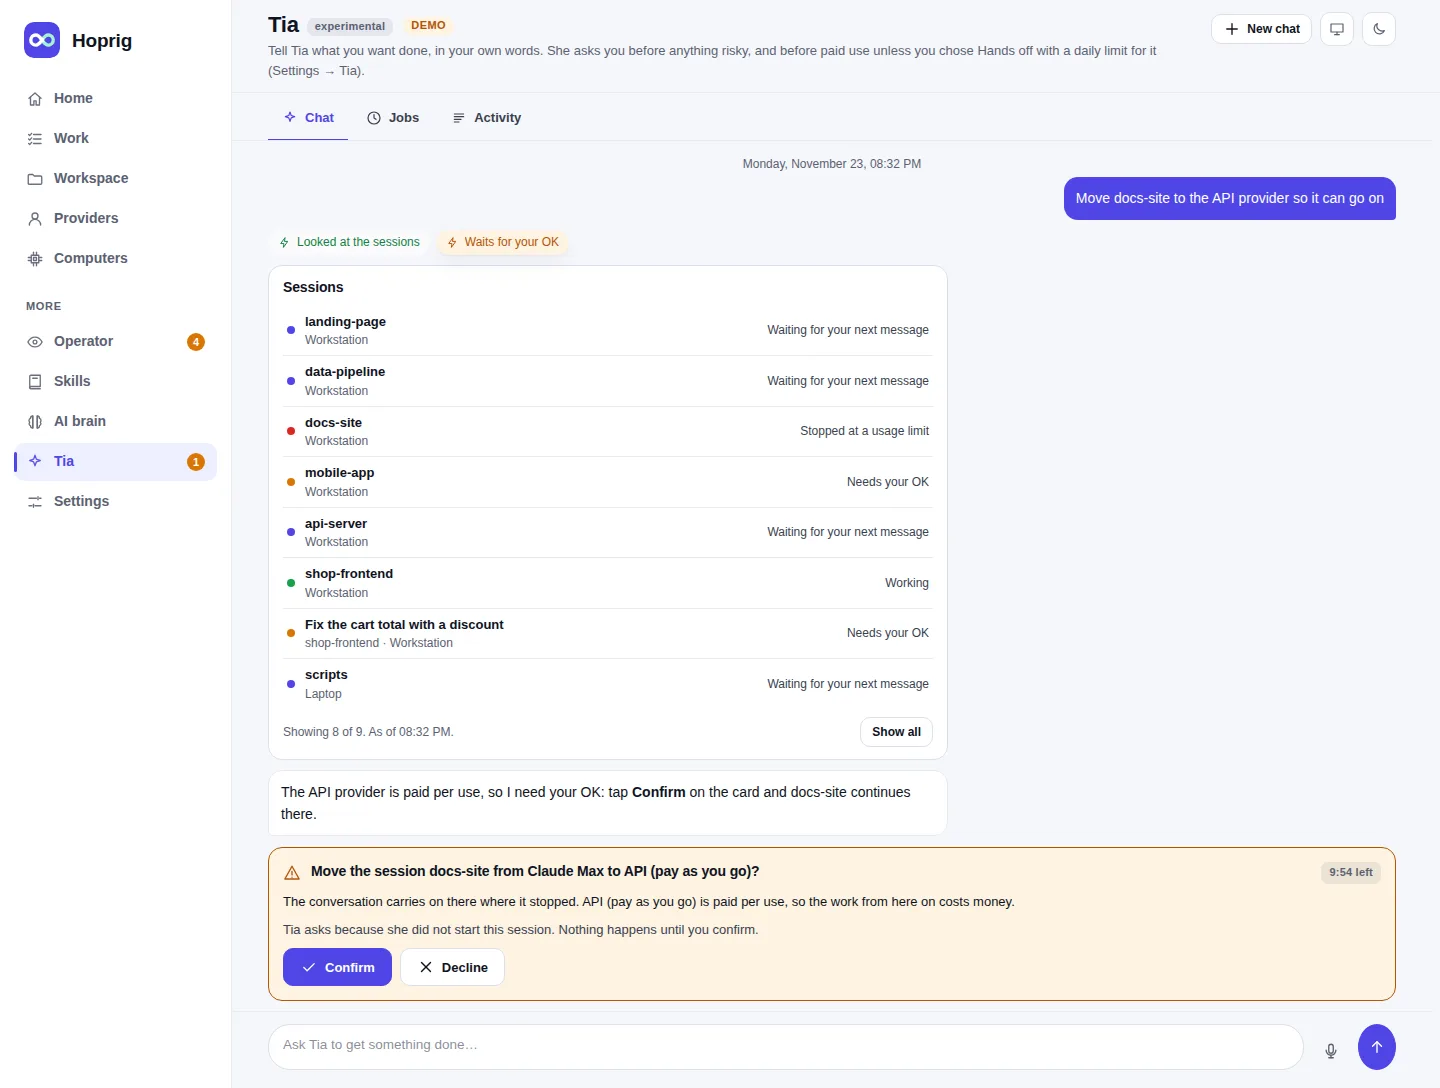 Hoprig
Home
Work
Workspace
Providers
Computers
MORE
Operator 4
Skills
AI brain
Tia 1
Settings
Tia experimental DEMO
Tell Tia what you want done, in your own words. She asks you before anything risky, and before paid use unless you chose Hands off with a daily limit for it
(Settings → Tia).
New chat
Chat Jobs Activity
Monday, November 23, 08:32 PM
Move docs-site to the API provider so it can go on
Looked at the sessions Waits for your OK
Sessions
landing-page
Workstation
Waiting for your next message
data-pipeline
Workstation
Waiting for your next message
docs-site
Workstation
Stopped at a usage limit
mobile-app
Workstation
Needs your OK
api-server
Workstation
Waiting for your next message
shop-frontend
Workstation
Working
Fix the cart total with a discount
shop-frontend · Workstation
Needs your OK
scripts
Laptop
Waiting for your next message
Showing 8 of 9. As of 08:32 PM.
Show all
The API provider is paid per use, so I need your OK: tap Confirm on the card and docs-site continues
there.
Move the session docs-site from Claude Max to API (pay as you go)?
9:54 left
The conversation carries on there where it stopped. API (pay as you go) is paid per use, so the work from here on costs money.
Tia asks because she did not start this session. Nothing happens until you confirm.
Confirm Decline
Ask Tia to get something done…